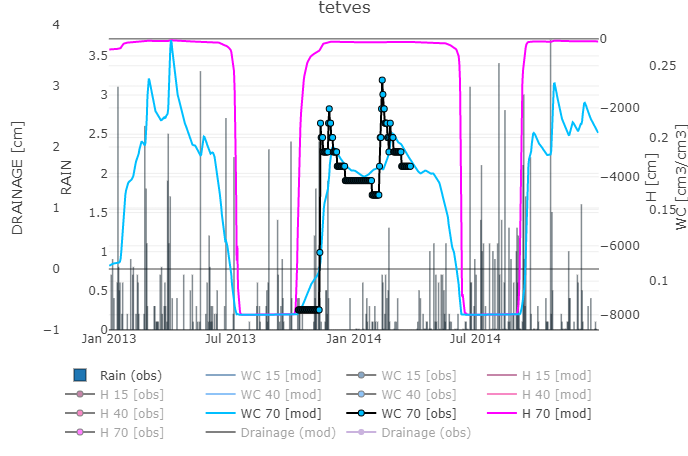 tetves
4
3
2
1
0
−1
DRAINAGE [cm]
3.5
3
2.5
2
1.5
1
0.5
0
RAIN
0
−2000
−4000
−6000
−8000
H [cm]
0.25
0.2
0.15
0.1
WC [cm3/cm3]
Jan 2013 Jul 2013 Jan 2014 Jul 2014
Rain (obs) WC 15 [mod] WC 15 [obs] H 15 [mod]
H 15 [obs] WC 40 [mod] WC 40 [obs] H 40 [mod]
H 40 [obs] WC 70 [mod] WC 70 [obs] H 70 [mod]
H 70 [obs] Drainage (mod) Drainage (obs)